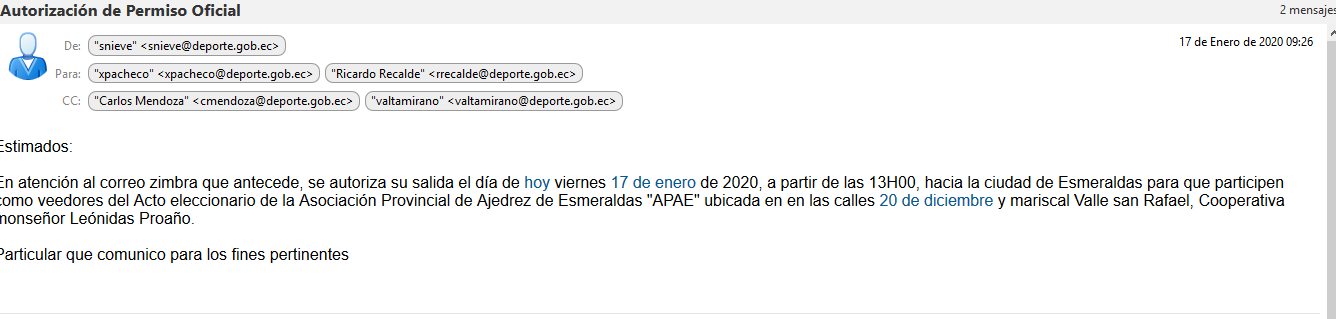 Autorización de Permiso Oficial
2 mensajes
De: "snieve" <snieve@deporte.gob.ec>
17 de Enero de 2020 09:26
Para: "xpacheco" <xpacheco@deporte.gob.ec> "Ricardo Recalde" <rrecalde@deporte.gob.ec>
CC: "Carlos Mendoza" <cmendoza@deporte.gob.ec> "valtamirano" <valtamirano@deporte.gob.ec>
Estimados:
En atención al correo zimbra que antecede, se autoriza su salida el día de hoy viernes 17 de enero de 2020, a partir de las 13H00, hacia la ciudad de Esmeraldas para que participen
como veedores del Acto eleccionario de la Asociación Provincial de Ajedrez de Esmeraldas "APAE" ubicada en en las calles 20 de diciembre y mariscal Valle san Rafael, Cooperativa
monseñor Leónidas Proaño.
Particular que comunico para los fines pertinentes